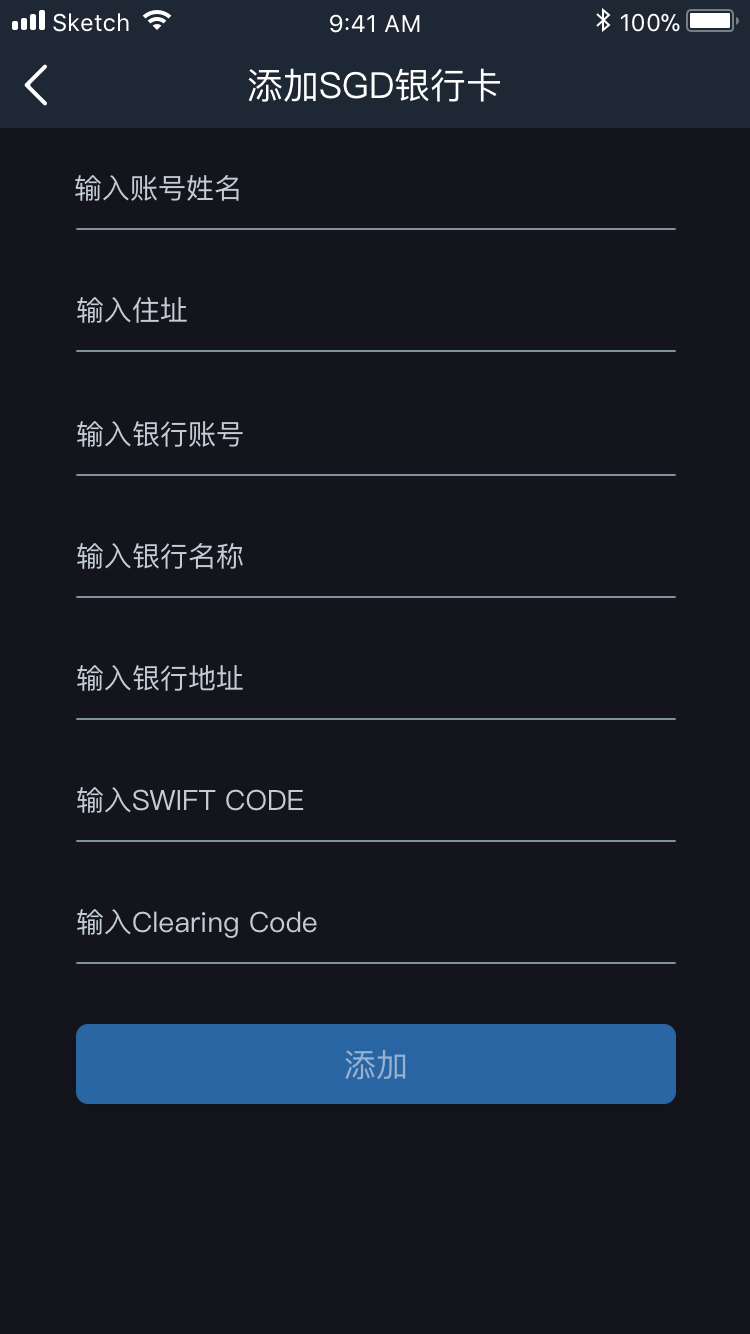 Sketch 9:41 AM 100%
添加SGD银行卡
输入账号姓名
输入住址
输入银行账号
输入银行名称
输入银行地址
输入SWIFT CODE
输入Clearing Code
添加